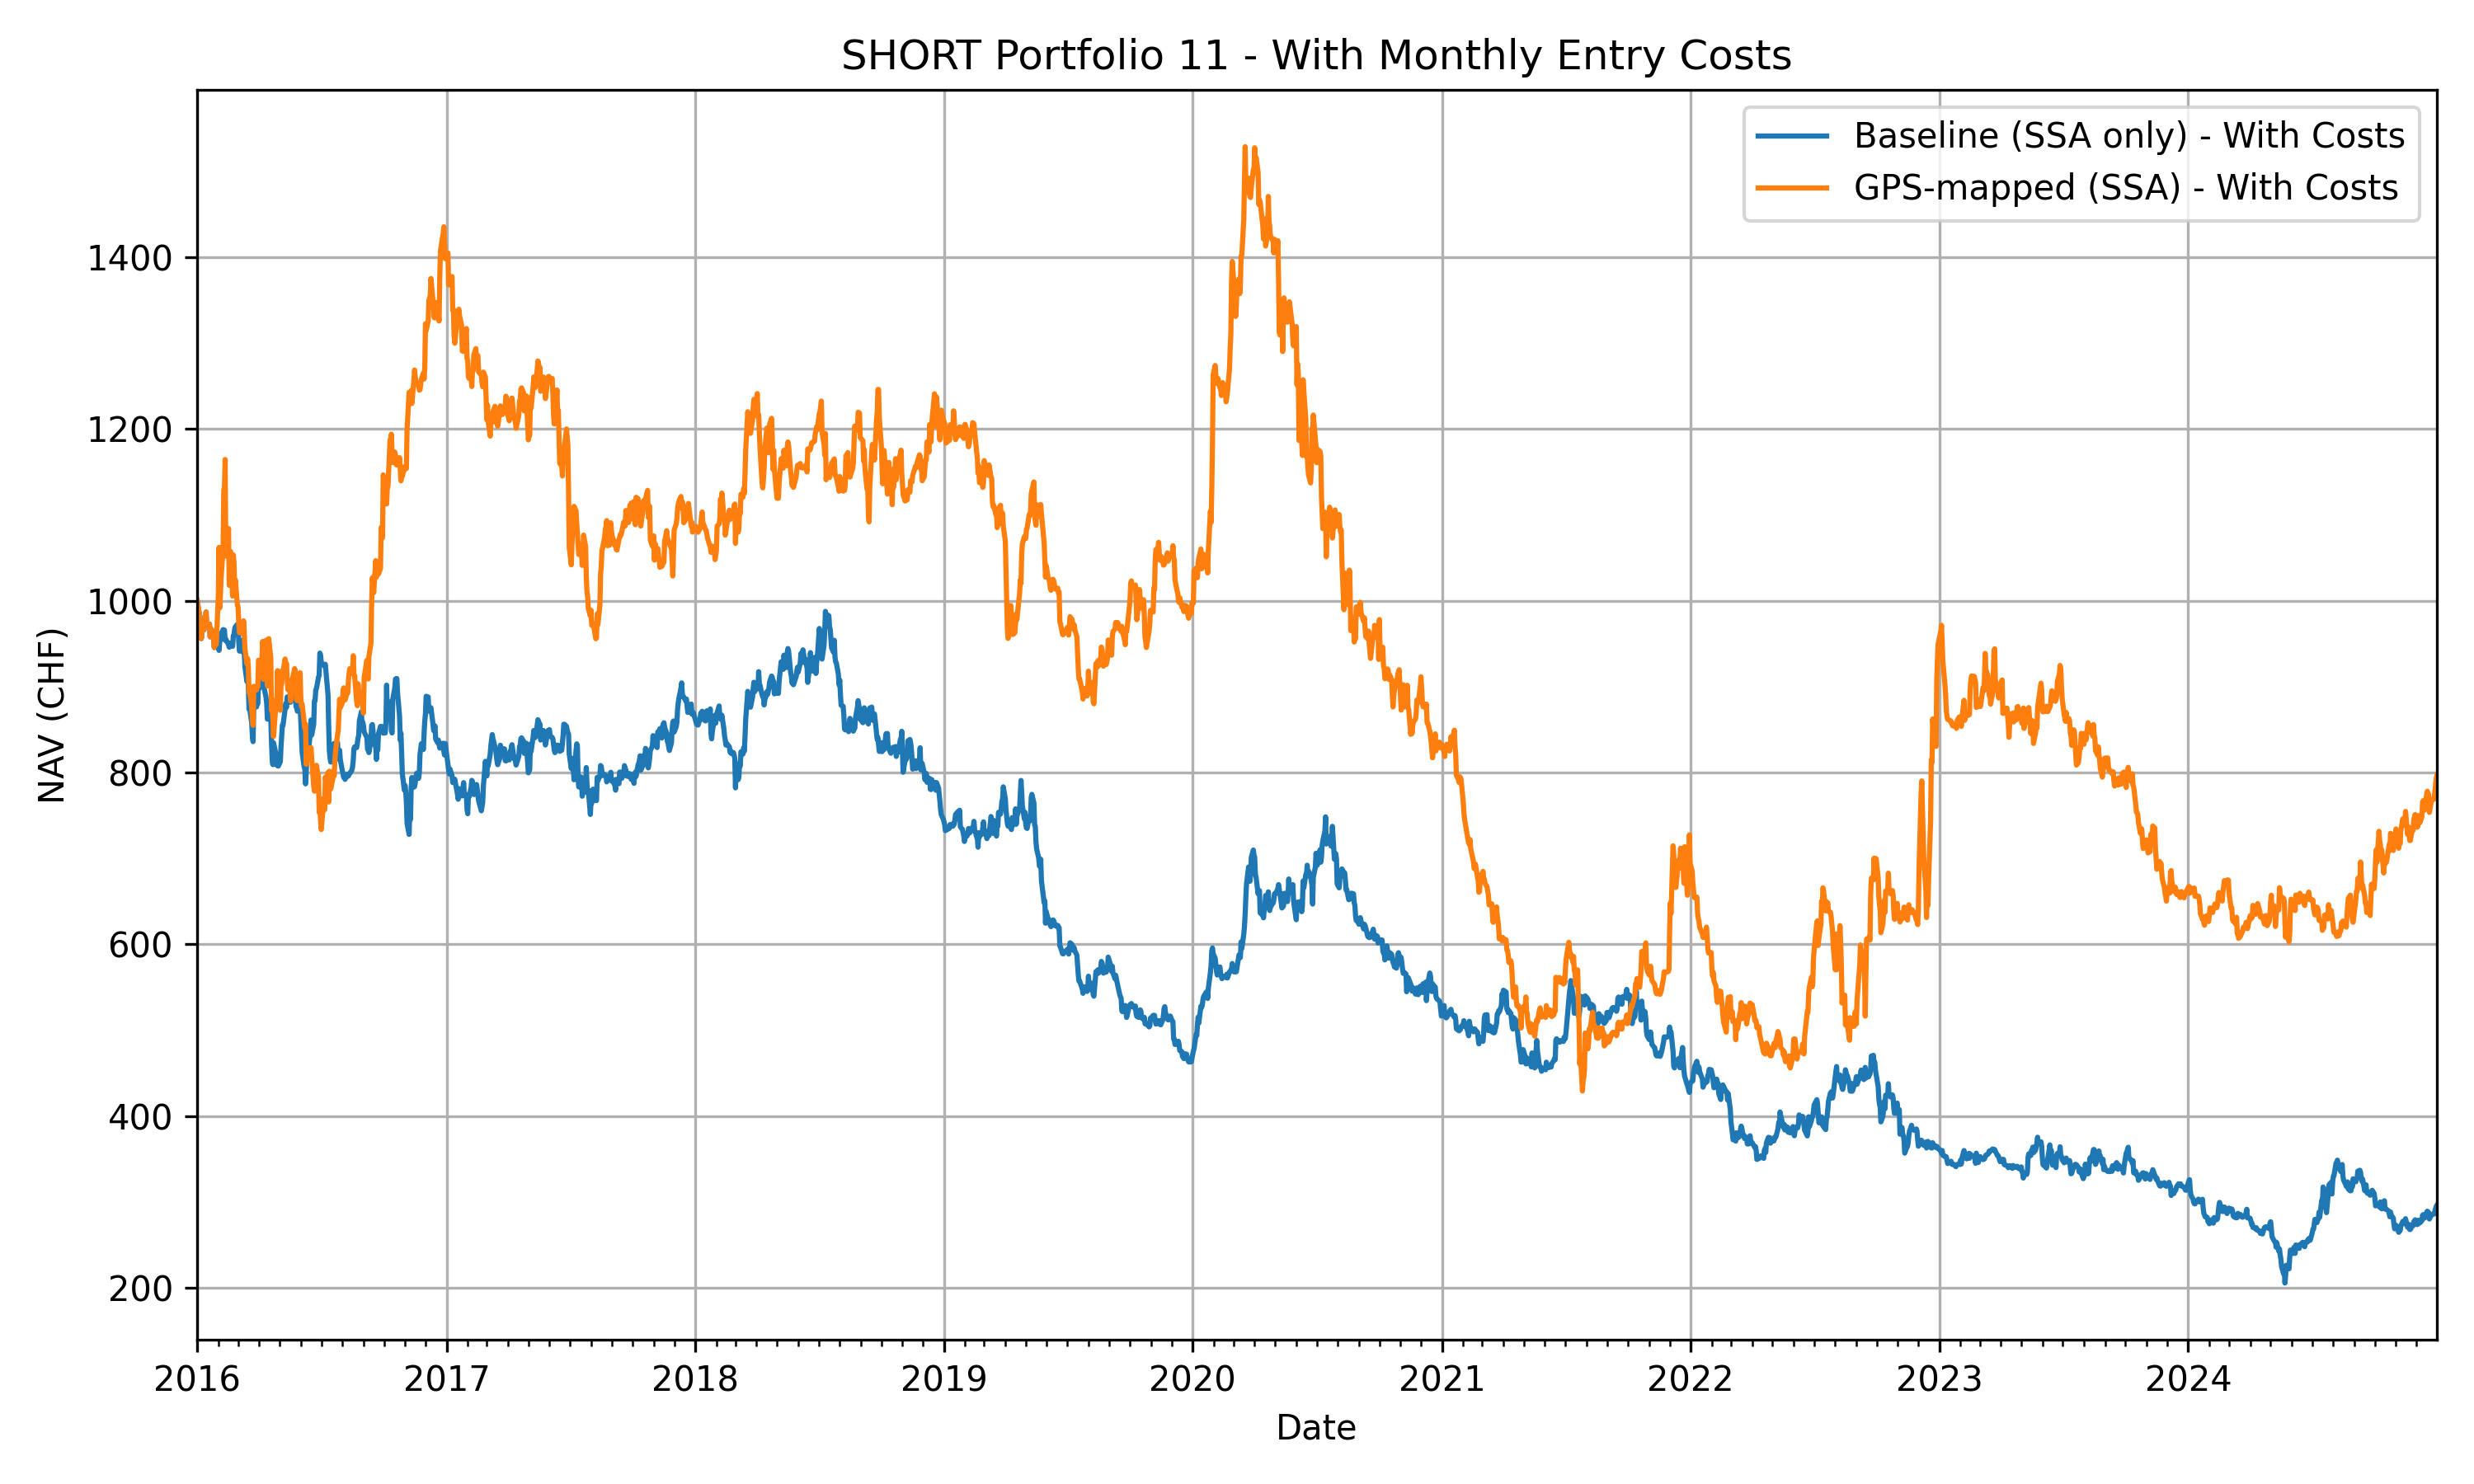 SHORT Portfolio 11 - With Monthly Entry Costs
Baseline (SSA only) - With Costs
GPS-mapped (SSA) - With Costs
NAV (CHF)
1400
1200
1000
800
600
400
200
2016 2017 2018 2019 2020 2021 2022 2023 2024
Date